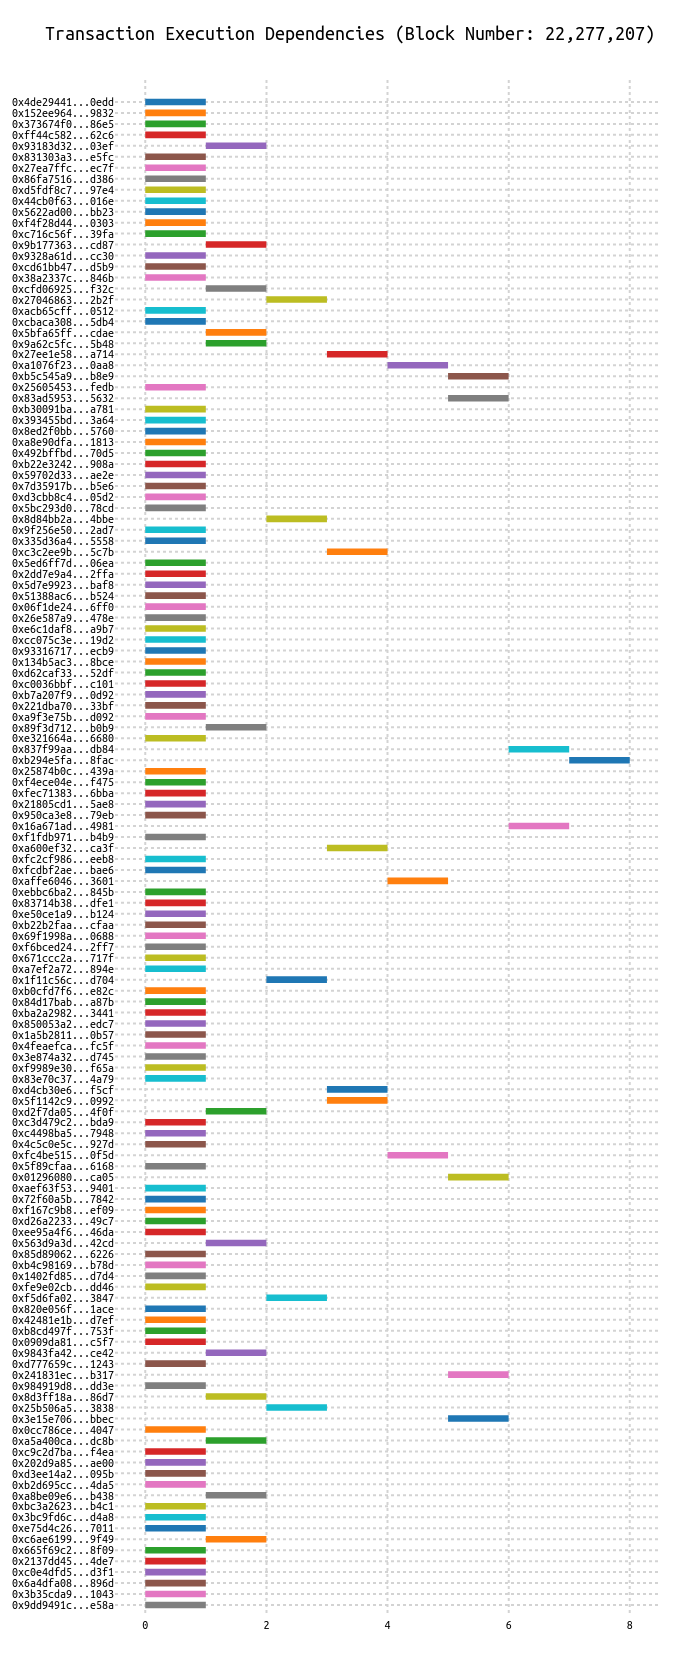 Transaction Execution Dependencies (Block Number: 22,277,207)
0x4de29441...0edd
0x152ee964...9832
0x373674f0...86e5
0xff44c582...62c6
0x93183d32...03ef
0x831303a3...e5fc
0x27ea7ffc...ec7f
0x86fa7516...d386
0xd5fdf8c7...97e4
0x44cb0f63...016e
0x5622ad00...bb23
0xf4f28d44...0303
0xc716c56f...39fa
0x9b177363...cd87
0x9328a61d...cc30
0xcd61bb47...d5b9
0x38a2337c...846b
0xcfd06925...f32c
0x27046863...2b2f
0xacb65cff...0512
0xcbaca308...5db4
0x5bfa65ff...cdae
0x9a62c5fc...5b48
0x27ee1e58...a714
0xa1076f23...0aa8
0xb5c545a9...b8e9
0x25605453...fedb
0x83ad5953...5632
0xb30091ba...a781
0x393455bd...3a64
0x8ed2f0bb...5760
0xa8e90dfa...1813
0x492bffbd...70d5
0xb22e3242...908a
0x59702d33...ae2e
0x7d35917b...b5e6
0xd3cbb8c4...05d2
0x5bc293d0...78cd
0x8d84bb2a...4bbe
0x9f256e50...2ad7
0x335d36a4...5558
0xc3c2ee9b...5c7b
0x5ed6ff7d...06ea
0x2dd7e9a4...2ffa
0x5d7e9923...baf8
0x51388ac6...b524
0x06f1de24...6ff0
0x26e587a9...478e
0xe6c1daf8...a9b7
0xcc075c3e...19d2
0x93316717...ecb9
0x134b5ac3...8bce
0xd62caf33...52df
0xc0036bbf...c101
0xb7a207f9...0d92
0x221dba70...33bf
0xa9f3e75b...d092
0x89f3d712...b0b9
0xe321664a...6680
0x837f99aa...db84
0xb294e5fa...8fac
0x25874b0c...439a
0xf4ece04e...f475
0xfec71383...6bba
0x21805cd1...5ae8
0x950ca3e8...79eb
0x16a671ad...4981
0xf1fdb971...b4b9
0xa600ef32...ca3f
0xfc2cf986...eeb8
0xfcdbf2ae...bae6
0xaffe6046...3601
0xebbc6ba2...845b
0x83714b38...dfe1
0xe50ce1a9...b124
0xb22b2faa...cfaa
0x69f1998a...0688
0xf6bced24...2ff7
0x671ccc2a...717f
0xa7ef2a72...894e
0x1f11c56c...d704
0xb0cfd7f6...e82c
0x84d17bab...a87b
0xba2a2982...3441
0x850053a2...edc7
0x1a5b2811...0b57
0x4feaefca...fc5f
0x3e874a32...d745
0xf9989e30...f65a
0x83e70c37...4a79
0xd4cb30e6...f5cf
0x5f1142c9...0992
0xd2f7da05...4f0f
0xc3d479c2...bda9
0xc4498ba5...7948
0x4c5c0e5c...927d
0xfc4be515...0f5d
0x5f89cfaa...6168
0x01296080...ca05
0xaef63f53...9401
0x72f60a5b...7842
0xf167c9b8...ef09
0xd26a2233...49c7
0xee95a4f6...46da
0x563d9a3d...42cd
0x85d89062...6226
0xb4c98169...b78d
0x1402fd85...d7d4
0xfe9e02cb...dd46
0xf5d6fa02...3847
0x820e056f...1ace
0x42481e1b...d7ef
0xb8cd497f...753f
0x0909da81...c5f7
0x9843fa42...ce42
0xd777659c...1243
0x241831ec...b317
0x984919d8...dd3e
0x8d3ff18a...86d7
0x25b506a5...3838
0x3e15e706...bbec
0x0cc786ce...4047
0xa5a400ca...dc8b
0xc9c2d7ba...f4ea
0x202d9a85...ae00
0xd3ee14a2...095b
0xb2d695cc...4da5
0xa8be09e6...b438
0xbc3a2623...b4c1
0x3bc9fd6c...d4a8
0xe75d4c26...7011
0xc6ae6199...9f49
0x665f69c2...8f09
0x2137dd45...4de7
0xc0e4dfd5...d3f1
0x6a4dfa08...896d
0x3b35cda9...1043
0x9dd9491c...e58a
0 2 4 6 8